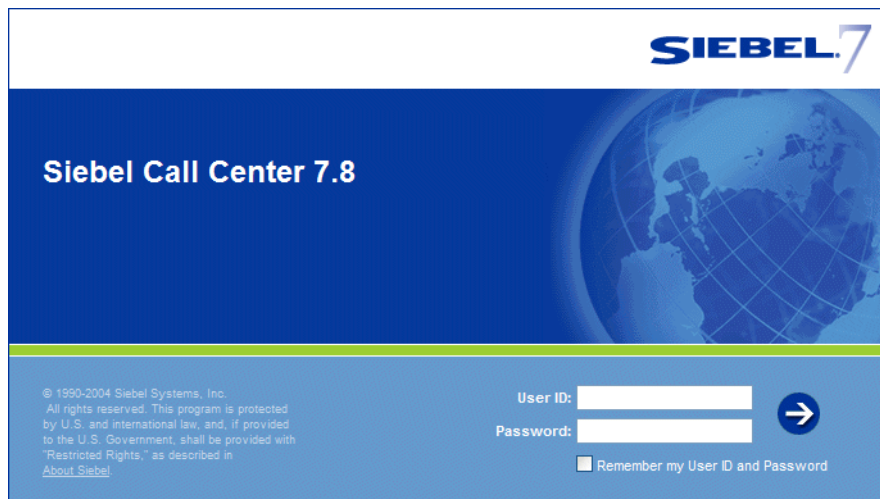 SIEBEL.7
Siebel Call Center 7.8
© 1990-2004 Siebel Systems, Inc.
All rights reserved. This program is protected
by U.S. and international law, and, if provided
to the U.S. Government, shall be provided with
"Restricted Rights," as described in
About Siebel.
User ID:
Password:
Remember my User ID and Password